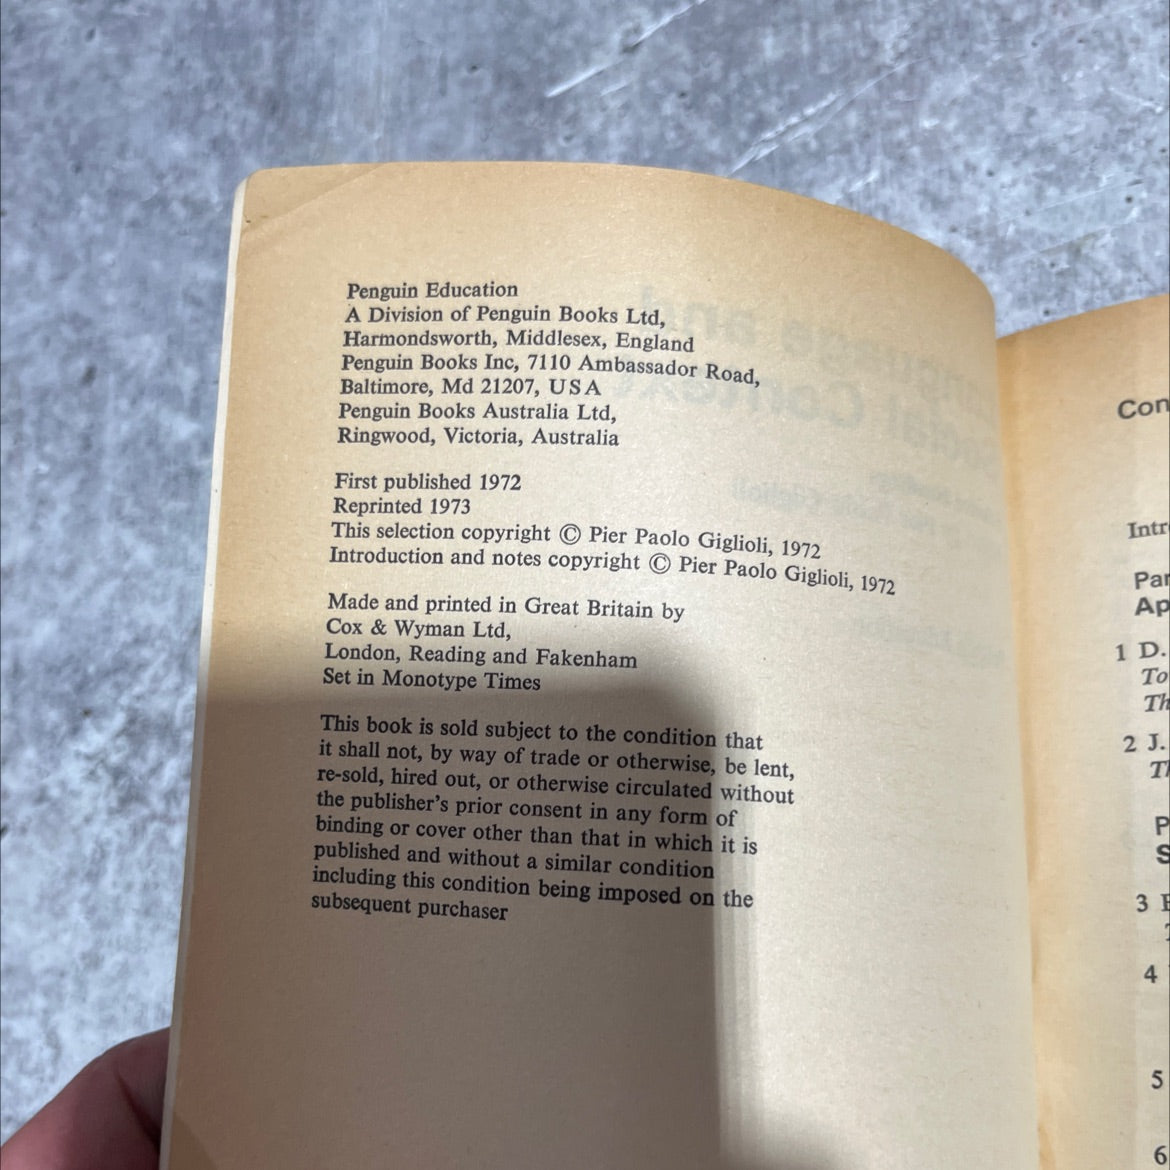 Penguin Education
A Division of Penguin Books Ltd,
Harmondsworth, Middlesex, England
Penguin Books Inc, 7110 Ambassador Road,
Baltimore, Md 21207, U S A
Penguin Books Australia Ltd,
Ringwood, Victoria, Australia
First published 1972
Reprinted 1973
This selection copyright © Pier Paolo Giglioli, 1972
Introduction and notes copyright © Pier Paolo Giglioli, 1972
Made and printed in Great Britain by
Cox & Wyman Ltd,
London, Reading and Fakenham
Set in Monotype Times
This book is sold subject to the condition that
it shall not, by way of trade or otherwise, be lent,
re-sold, hired out, or otherwise circulated without
the publisher's prior consent in any form of
binding or cover other than that in which it is
published and without a similar condition
including this condition being imposed on the
subsequent purchaser
Con
Intr
Par
Ap
1 D.
To
Th
2 J.
Th
P
S
3
4
5
6